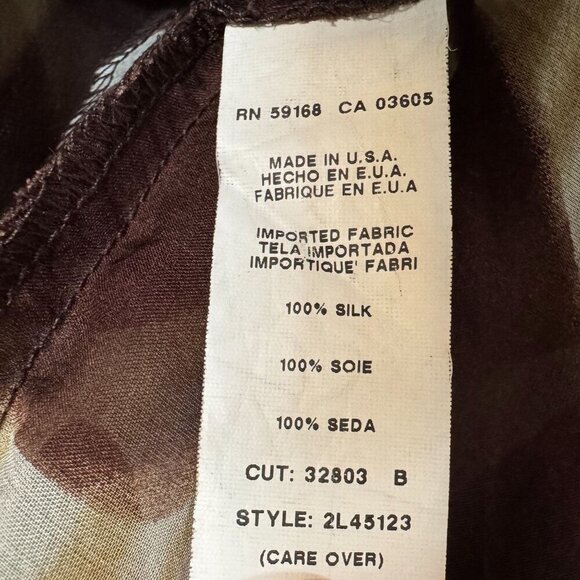 RN 59168 CA 03605
MADE IN U.S.A.
HECHO EN E.U.A.
FABRIQUE EN E.U.A
IMPORTED FABRIC
TELA IMPORTADA
IMPORTIQUE' FABRI
100% SILK
100% SOIE
100% SEDA
CUT: 32803 B
STYLE: 2L45123
(CARE OVER)